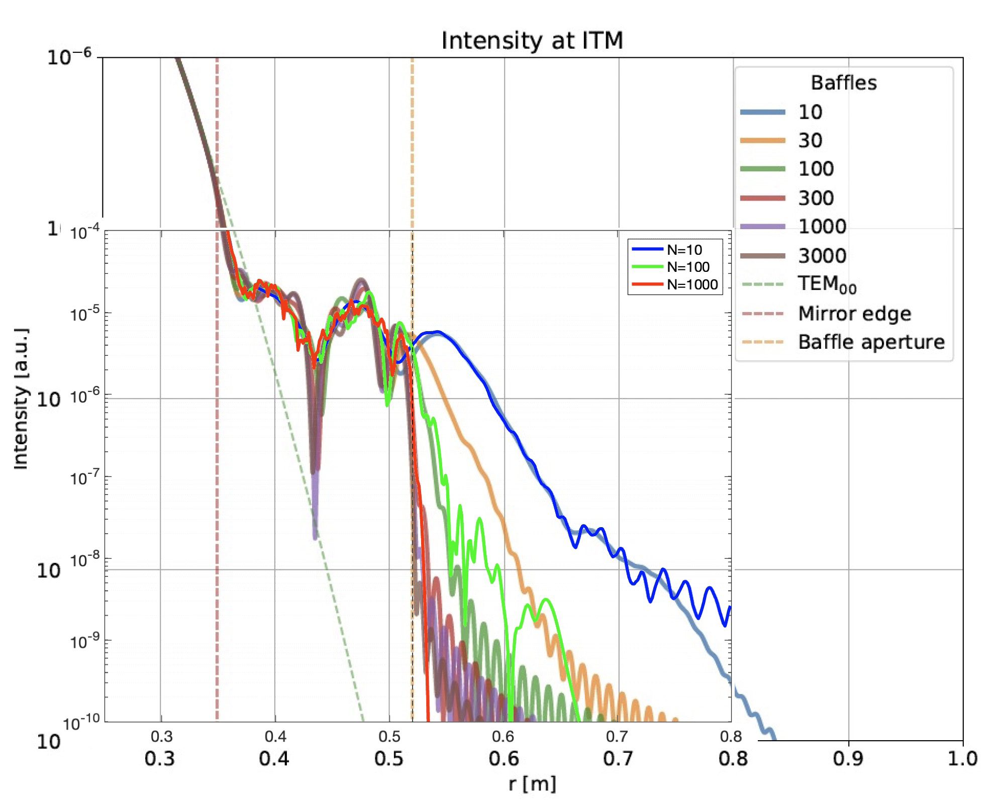 Intensity at ITM
10⁻⁶
Baffles
10
30
100
300
1000
3000
TEM₀₀
Mirror edge
Baffle aperture
10⁻⁴
10⁻⁵
10⁻⁶
10⁻⁷
10⁻⁸
10⁻⁹
10⁻¹⁰
10
10
10
N=10
N=100
N=1000
Intensity [a.u.]
0.3 0.4 0.5 0.6 0.7 0.8
0.3 0.4 0.5 0.6 0.7 0.8 0.9 1.0
r [m]